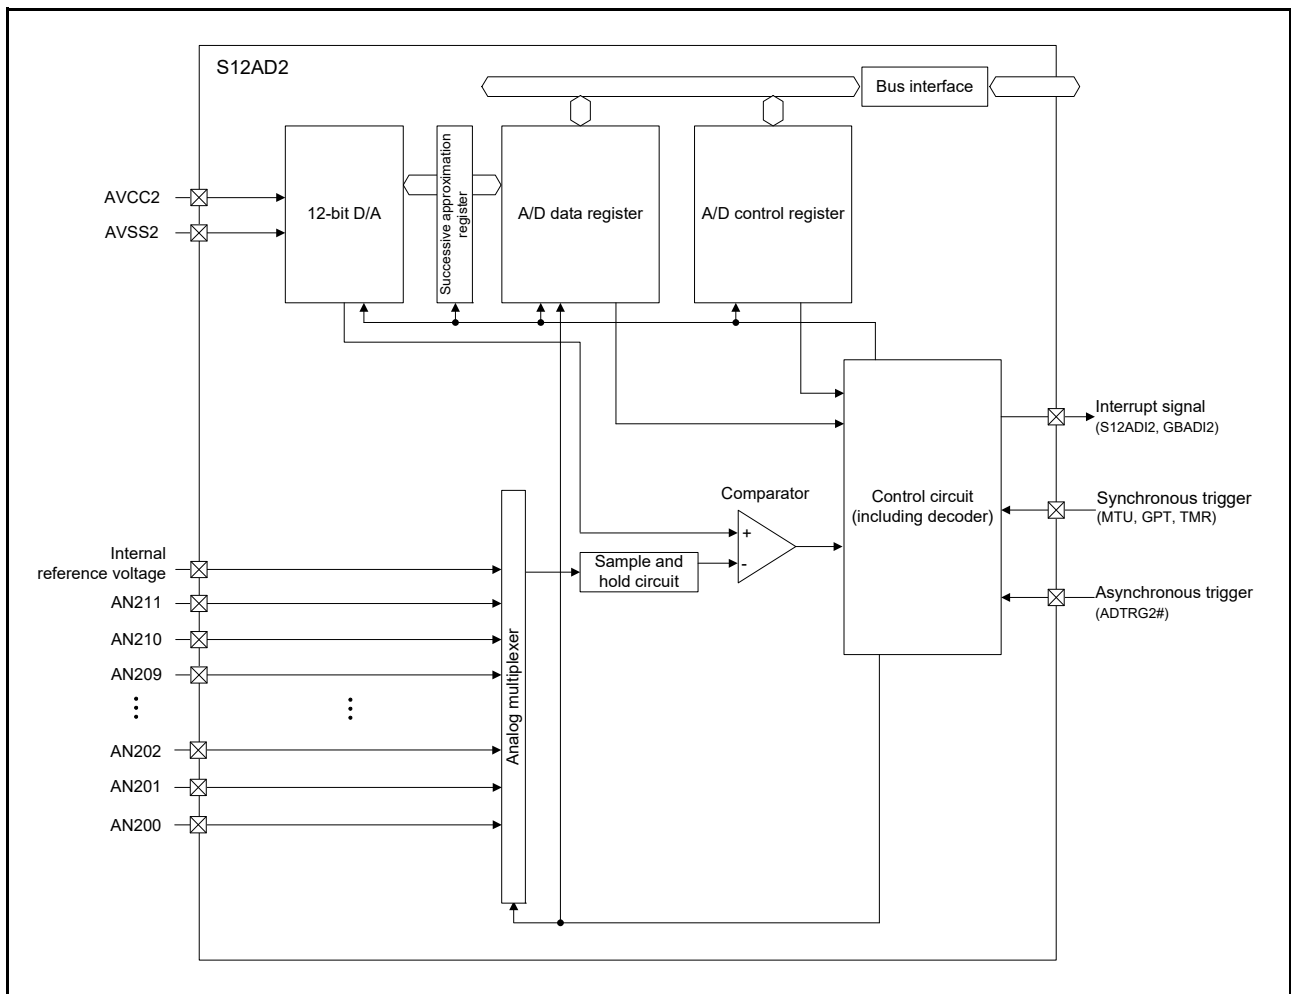 S12AD2
Bus interface
AVCC2
AVSS2
12-bit D/A
Successive approximation
register
A/D data register
A/D control register
Interrupt signal
(S12ADI2, GBADI2)
Comparator
Control circuit
(including decoder)
Synchronous trigger
(MTU, GPT, TMR)
+
-
Sample and
hold circuit
Internal
reference voltage
AN211
AN210
AN209
AN202
AN201
AN200
Analog multiplexer
Asynchronous trigger
(ADTRG2#)